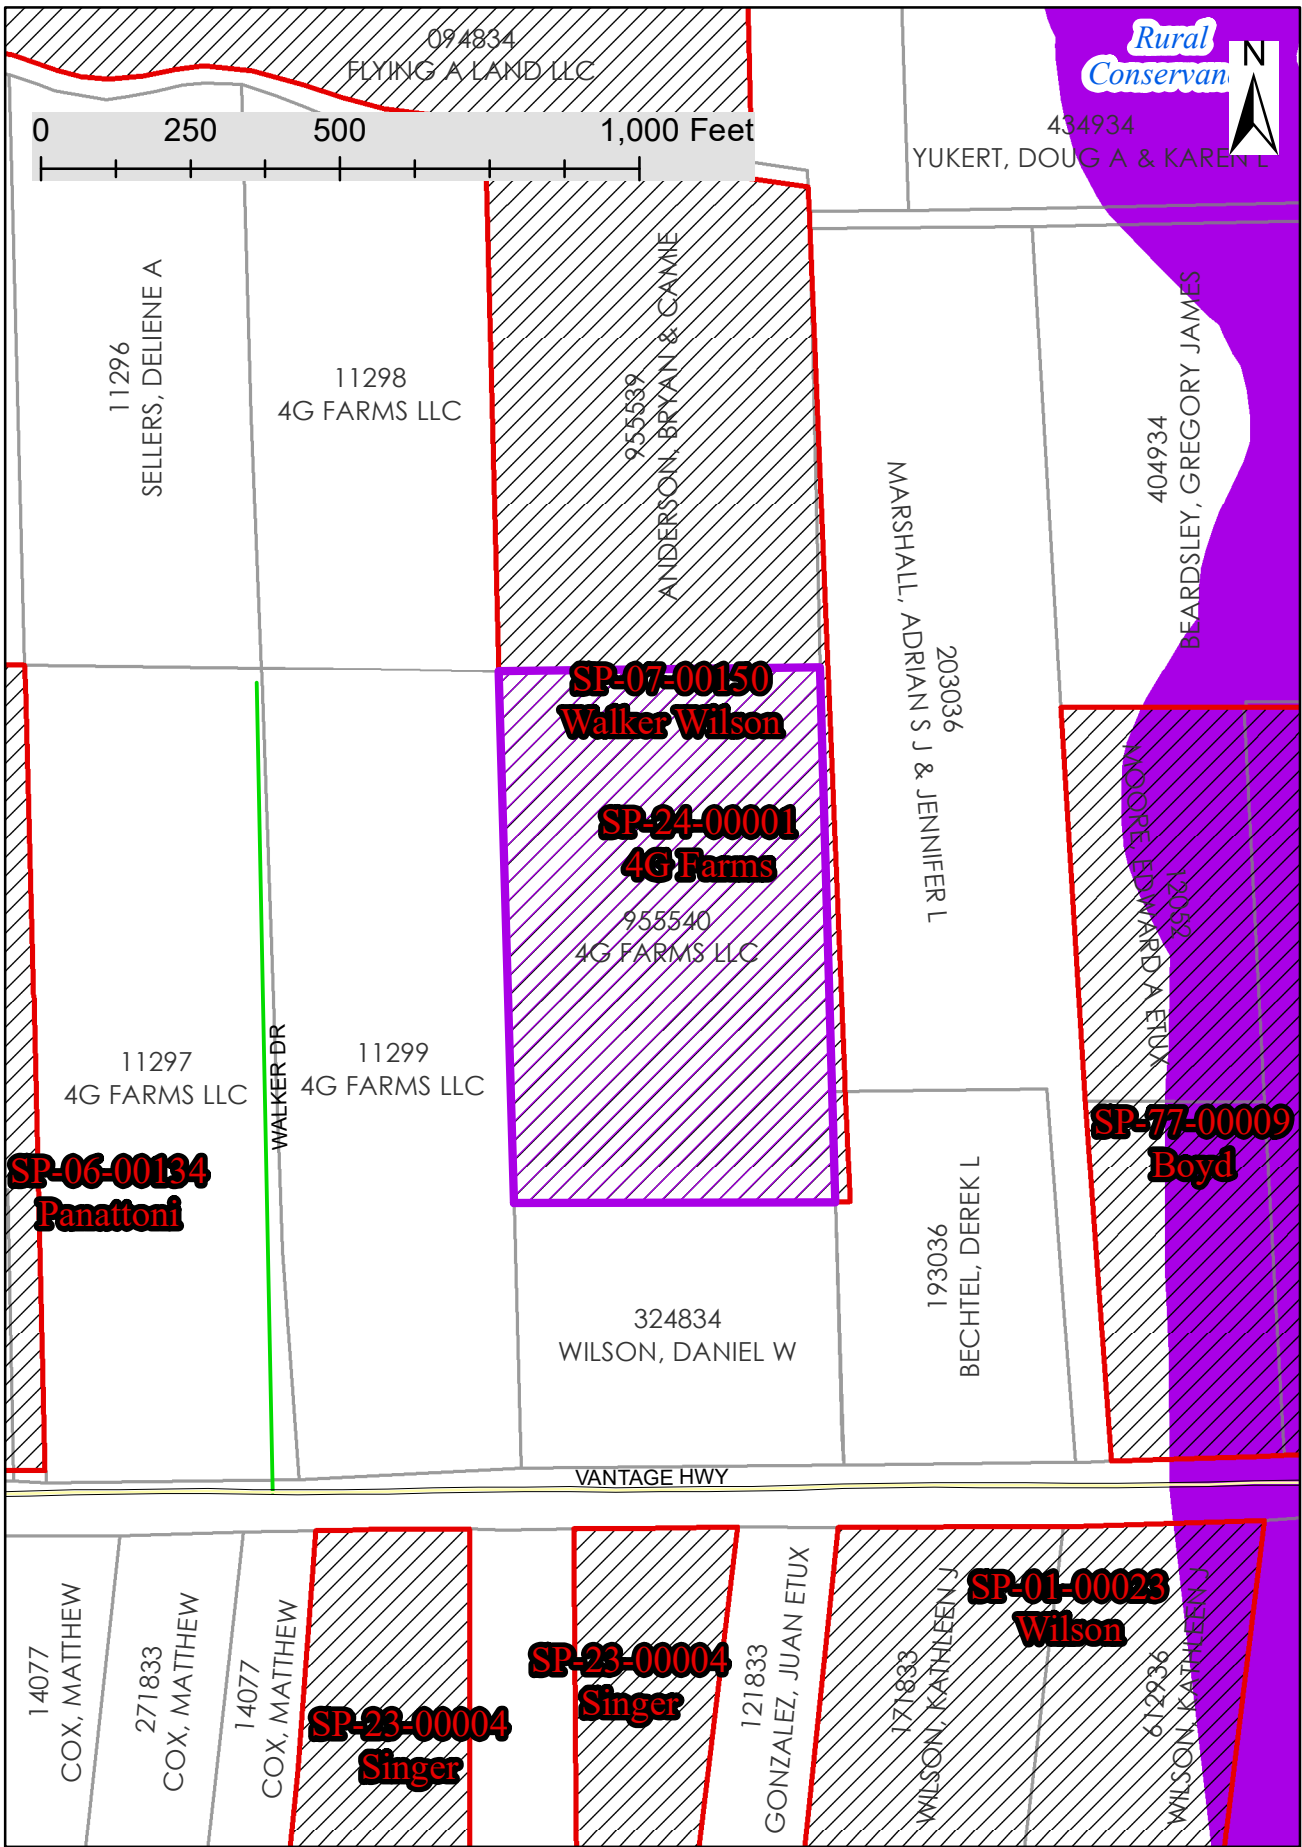 094834
FLYING A LAND LLC
Rural
N
0 250 500 1,000 Feet
434934
YUKERT, DOUG A & KAREN L
11296
SELLERS, DELIENE A
11298
4G FARMS LLC
955539
ANDERSON, BRYAN & CAMIE
404934
BEARDSLEY, GREGORY JAMES
203036
MARSHALL, ADRIAN S J & JENNIFER L
SP-07-00150
Walker Wilson
SP-24-00001
4G Farms
955540
4G FARMS LLC
12052
MOORE, EDWARD A ETUX
11297
4G FARMS LLC
WALKER DR
11299
4G FARMS LLC
SP-06-00134
Panattoni
SP-77-00009
Boyd
193036
BECHTEL, DEREK L
324834
WILSON, DANIEL W
VANTAGE HWY
14077
COX, MATTHEW
271833
COX, MATTHEW
14077
COX, MATTHEW
SP-23-00004
Singer
SP-23-00004
Singer
121833
GONZALEZ, JUAN ETUX
171833
WILSON, KATHLEEN J
SP-01-00023
Wilson
612936
WILSON, KATHLEEN J